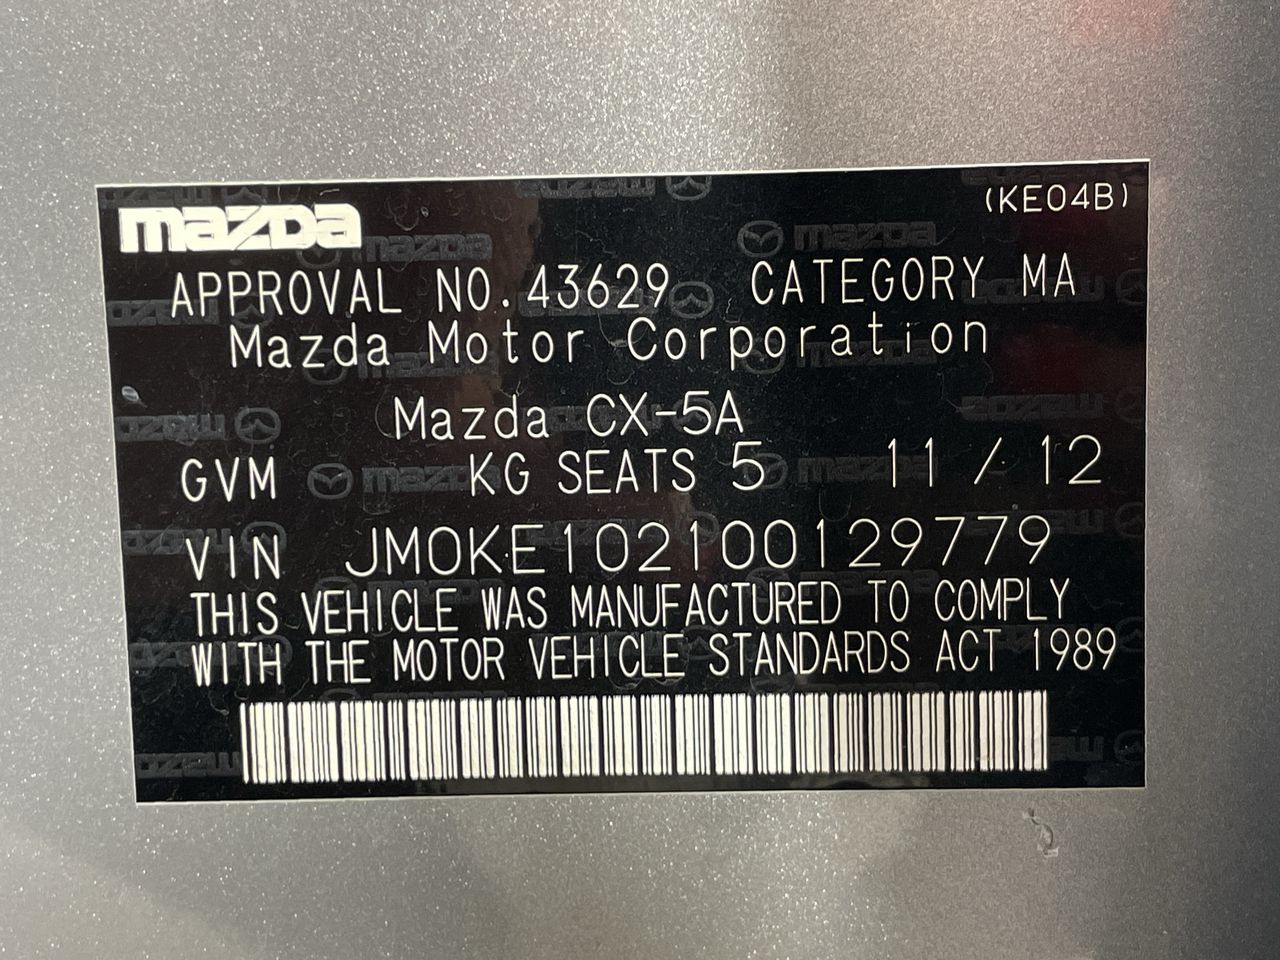 mazda (KE04B)
APPROVAL NO. 43629 CATEGORY MA
Mazda Motor Corporation
Mazda CX-5A
GVM KG SEATS 5 11 / 12
VIN JM0KE102100129779
THIS VEHICLE WAS MANUFACTURED TO COMPLY
WITH THE MOTOR VEHICLE STANDARDS ACT 1989